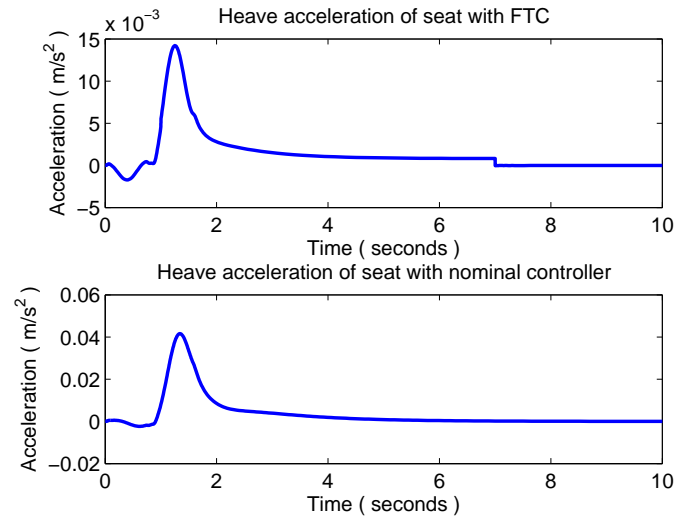 Heave acceleration of seat with FTC
x 10⁻³
15
10
5
0
−5
Acceleration ( m/s²)
0 2 4 6 8 10
Time ( seconds )
Heave acceleration of seat with nominal controller
0.06
0.04
0.02
0
−0.02
Acceleration ( m/s² )
0 2 4 6 8 10
Time ( seconds )